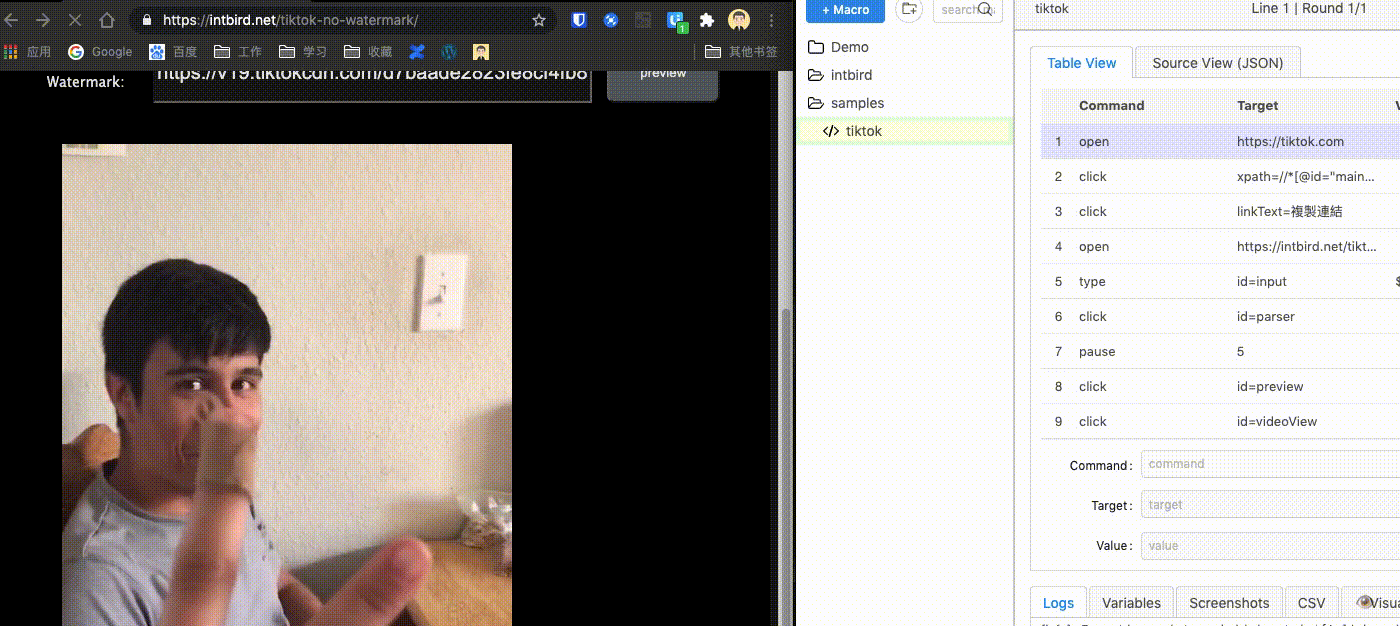 https://intbird.net/tiktok-no-watermark/
应用 Google 百度 工作 学习 收藏 其他书签
Watermark:
https://v19.tiktokcdn.com/d7baade2823fe8cf4fb8
preview
+ Macro
search
Demo
intbird
samples
tiktok
tiktok Line 1 | Round 1/1
Table View Source View (JSON)
Command Target
1 open https://tiktok.com
2 click xpath=//*[@id="main...
3 click linkText=複製連結
4 open https://intbird.net/tikt...
5 type id=input $
6 click id=parser
7 pause 5
8 click id=preview
9 click id=videoView
Command: command
Target: target
Value: value
Logs Variables Screenshots CSV Visua